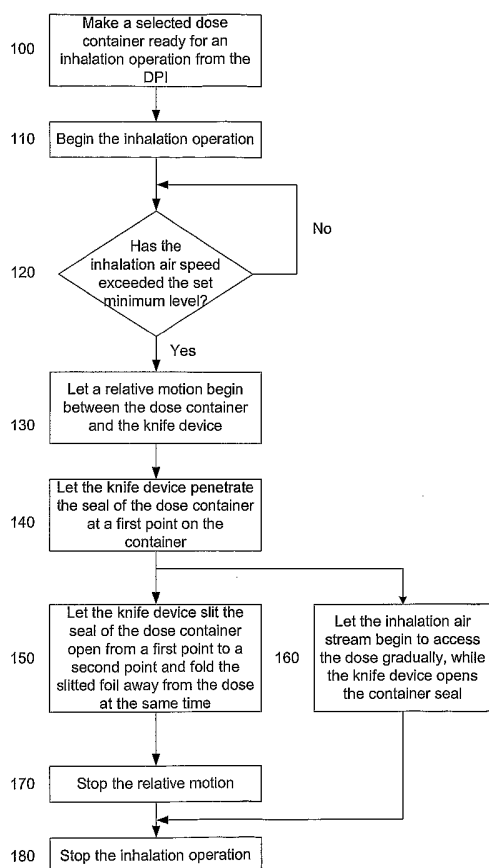 100
Make a selected dose
container ready for an
inhalation operation from the
DPI
110
Begin the inhalation operation
No
120
Has the
inhalation air speed
exceeded the set
minimum level?
Yes
130
Let a relative motion begin
between the dose container
and the knife device
140
Let the knife device penetrate
the seal of the dose container
at a first point on the
container
150
Let the knife device slit the
seal of the dose container
open from a first point to a
second point and fold the
slitted foil away from the dose
at the same time
160
Let the inhalation air
stream begin to access
the dose gradually, while
the knife device opens
the container seal
170
Stop the relative motion
180
Stop the inhalation operation